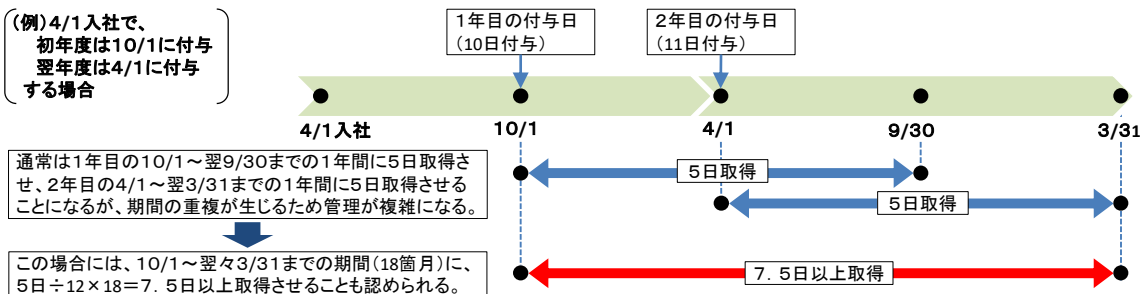 (例)4/1入社で、
初年度は10/1に付与
翌年度は4/1に付与
する場合
1年目の付与日
(10日付与)
2年目の付与日
(11日付与)
4/1入社
10/1
4/1
9/30
3/31
通常は1年目の10/1~翌9/30までの1年間に5日取得さ
せ、2年目の4/1~翌3/31までの1年間に5日取得させる
ことになるが、期間の重複が生じるため管理が複雑になる。
5日取得
5日取得
この場合には、10/1~翌々3/31までの期間(18箇月)に、
5日÷12×18=7.5日以上取得させることも認められる。
7.5日以上取得